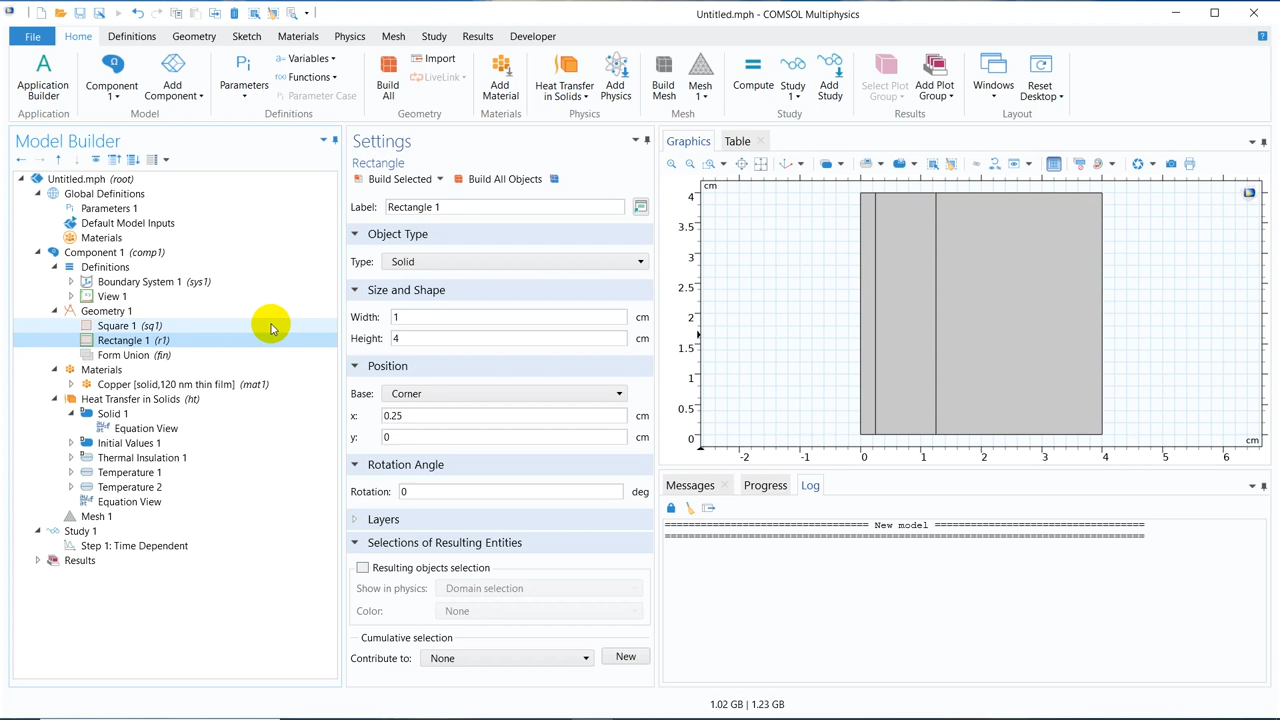 Untitled.mph - COMSOL Multiphysics
File Home Definitions Geometry Sketch Materials Physics Mesh Study Results Developer
Application Builder
Component 1
Add Component
Pi Parameters
a= Variables
f(x) Functions
Parameter Case
Build All
Import
LiveLink
Add Material
Heat Transfer in Solids
Add Physics
Build Mesh
Mesh 1
Compute
Study 1
Add Study
Select Plot Group
Add Plot Group
Windows
Reset Desktop
Application Model Definitions Geometry Materials Physics Mesh Study Results Layout
Model Builder
Untitled.mph (root)
Global Definitions
Parameters 1
Default Model Inputs
Materials
Component 1 (comp1)
Definitions
Boundary System 1 (sys1)
View 1
Geometry 1
Square 1 (sq1)
Rectangle 1 (r1)
Form Union (fin)
Materials
Copper [solid,120 nm thin film] (mat1)
Heat Transfer in Solids (ht)
Solid 1
Equation View
Initial Values 1
Thermal Insulation 1
Temperature 1
Temperature 2
Equation View
Mesh 1
Study 1
Step 1: Time Dependent
Results
Settings
Rectangle
Build Selected Build All Objects
Label: Rectangle 1
Object Type
Type: Solid
Size and Shape
Width: 1 cm
Height: 4 cm
Position
Base: Corner
x: 0.25 cm
y: 0 cm
Rotation Angle
Rotation: 0 deg
Layers
Selections of Resulting Entities
Resulting objects selection
Show in physics: Domain selection
Color: None
Cumulative selection
Contribute to: None New
Graphics Table
cm
4
3.5
3
2.5
2
1.5
1
0.5
0
-2 -1 0 1 2 3 4 5 6
cm
Messages Progress Log
================================= New model ==================================
1.02 GB | 1.23 GB